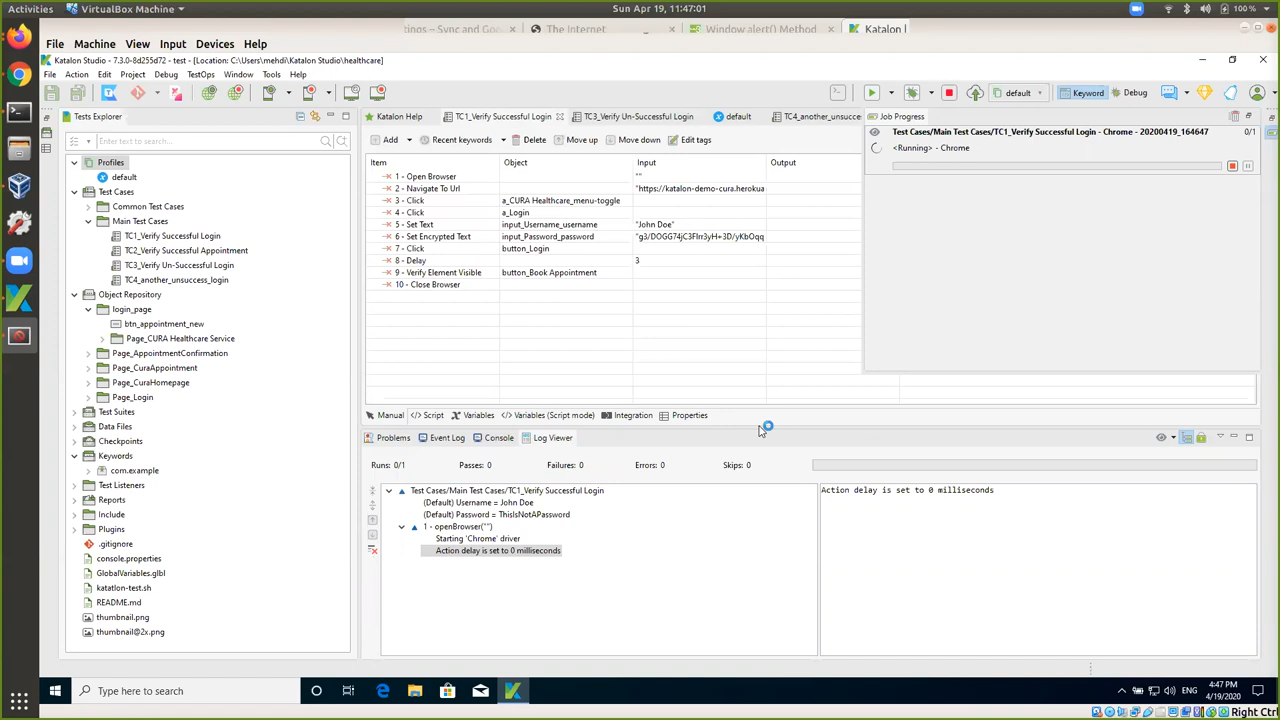 Activities
VirtualBox Machine
Sun Apr 19, 11:47:01
100 %
tings – Sync and Goo
The Internet
Window alert() Method
Katalon
File Machine View Input Devices Help
Katalon Studio - 7.3.0-8d255d72 - test - [Location: C:\Users\mehdi\Katalon Studio\healthcare]
File Action Edit Project Debug TestOps Window Tools Help
default
Keyword
Debug
Tests Explorer
Enter text to search...
Profiles
default
Test Cases
Common Test Cases
Main Test Cases
TC1_Verify Successful Login
TC2_Verify Successful Appointment
TC3_Verify Un-Successful Login
TC4_another_unsuccess_login
Object Repository
login_page
btn_appointment_new
Page_CURA Healthcare Service
Page_AppointmentConfirmation
Page_CuraAppointment
Page_CuraHomepage
Page_Login
Test Suites
Data Files
Checkpoints
Keywords
com.example
Test Listeners
Reports
Include
Plugins
.gitignore
console.properties
GlobalVariables.glbl
katatlon-test.sh
README.md
thumbnail.png
thumbnail@2x.png
Katalon Help
TC1_Verify Successful Login
TC3_Verify Un-Successful Login
default
TC4_another_unsucce
Add
Recent keywords
Delete
Move up
Move down
Edit tags
Item Object Input Output
1 - Open Browser ""
2 - Navigate To Url "https://katalon-demo-cura.herokua
3 - Click a_CURA Healthcare_menu-toggle
4 - Click a_Login
5 - Set Text input_Username_username "John Doe"
6 - Set Encrypted Text input_Password_password "g3/DOGG74jC3Flrr3yH+3D/yKbOqq
7 - Click button_Login
8 - Delay 3
9 - Verify Element Visible button_Book Appointment
10 - Close Browser
Manual
Script
Variables
Variables (Script mode)
Integration
Properties
Job Progress
Test Cases/Main Test Cases/TC1_Verify Successful Login - Chrome - 20200419_164647
0/1
<Running> - Chrome
Problems
Event Log
Console
Log Viewer
Runs: 0/1 Passes: 0 Failures: 0 Errors: 0 Skips: 0
Test Cases/Main Test Cases/TC1_Verify Successful Login
(Default) Username = John Doe
(Default) Password = ThisIsNotAPassword
1 - openBrowser("")
Starting 'Chrome' driver
Action delay is set to 0 milliseconds
Action delay is set to 0 milliseconds
Type here to search
ENG
4:47 PM
4/19/2020
Right Ctrl